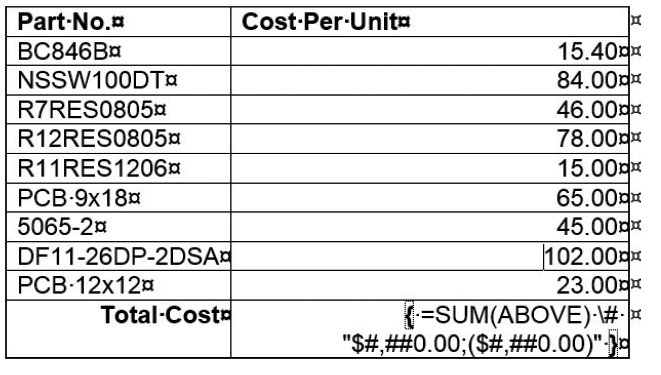 Part·No.¤ Cost·Per·Unit¤ ¤
BC846B¤ 15.40¤¤
NSSW100DT¤ 84.00¤¤
R7RES0805¤ 46.00¤¤
R12RES0805¤ 78.00¤¤
R11RES1206¤ 15.00¤¤
PCB·9x18¤ 65.00¤¤
5065-2¤ 45.00¤¤
DF11-26DP-2DSA¤ 102.00¤¤
PCB·12x12¤ 23.00¤¤
Total·Cost¤ {·=SUM(ABOVE)·\#· ¤
"$#,##0.00;($#,##0.00)"·}¤